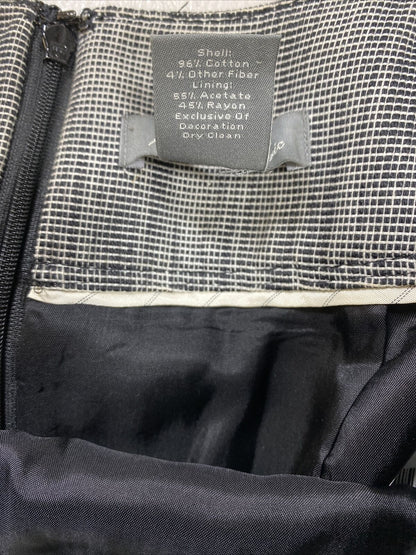 Shell:
96% Cotton
4% Other Fiber
Lining:
55% Acetate
45% Rayon
Exclusive Of
Decoration
Dry Clean